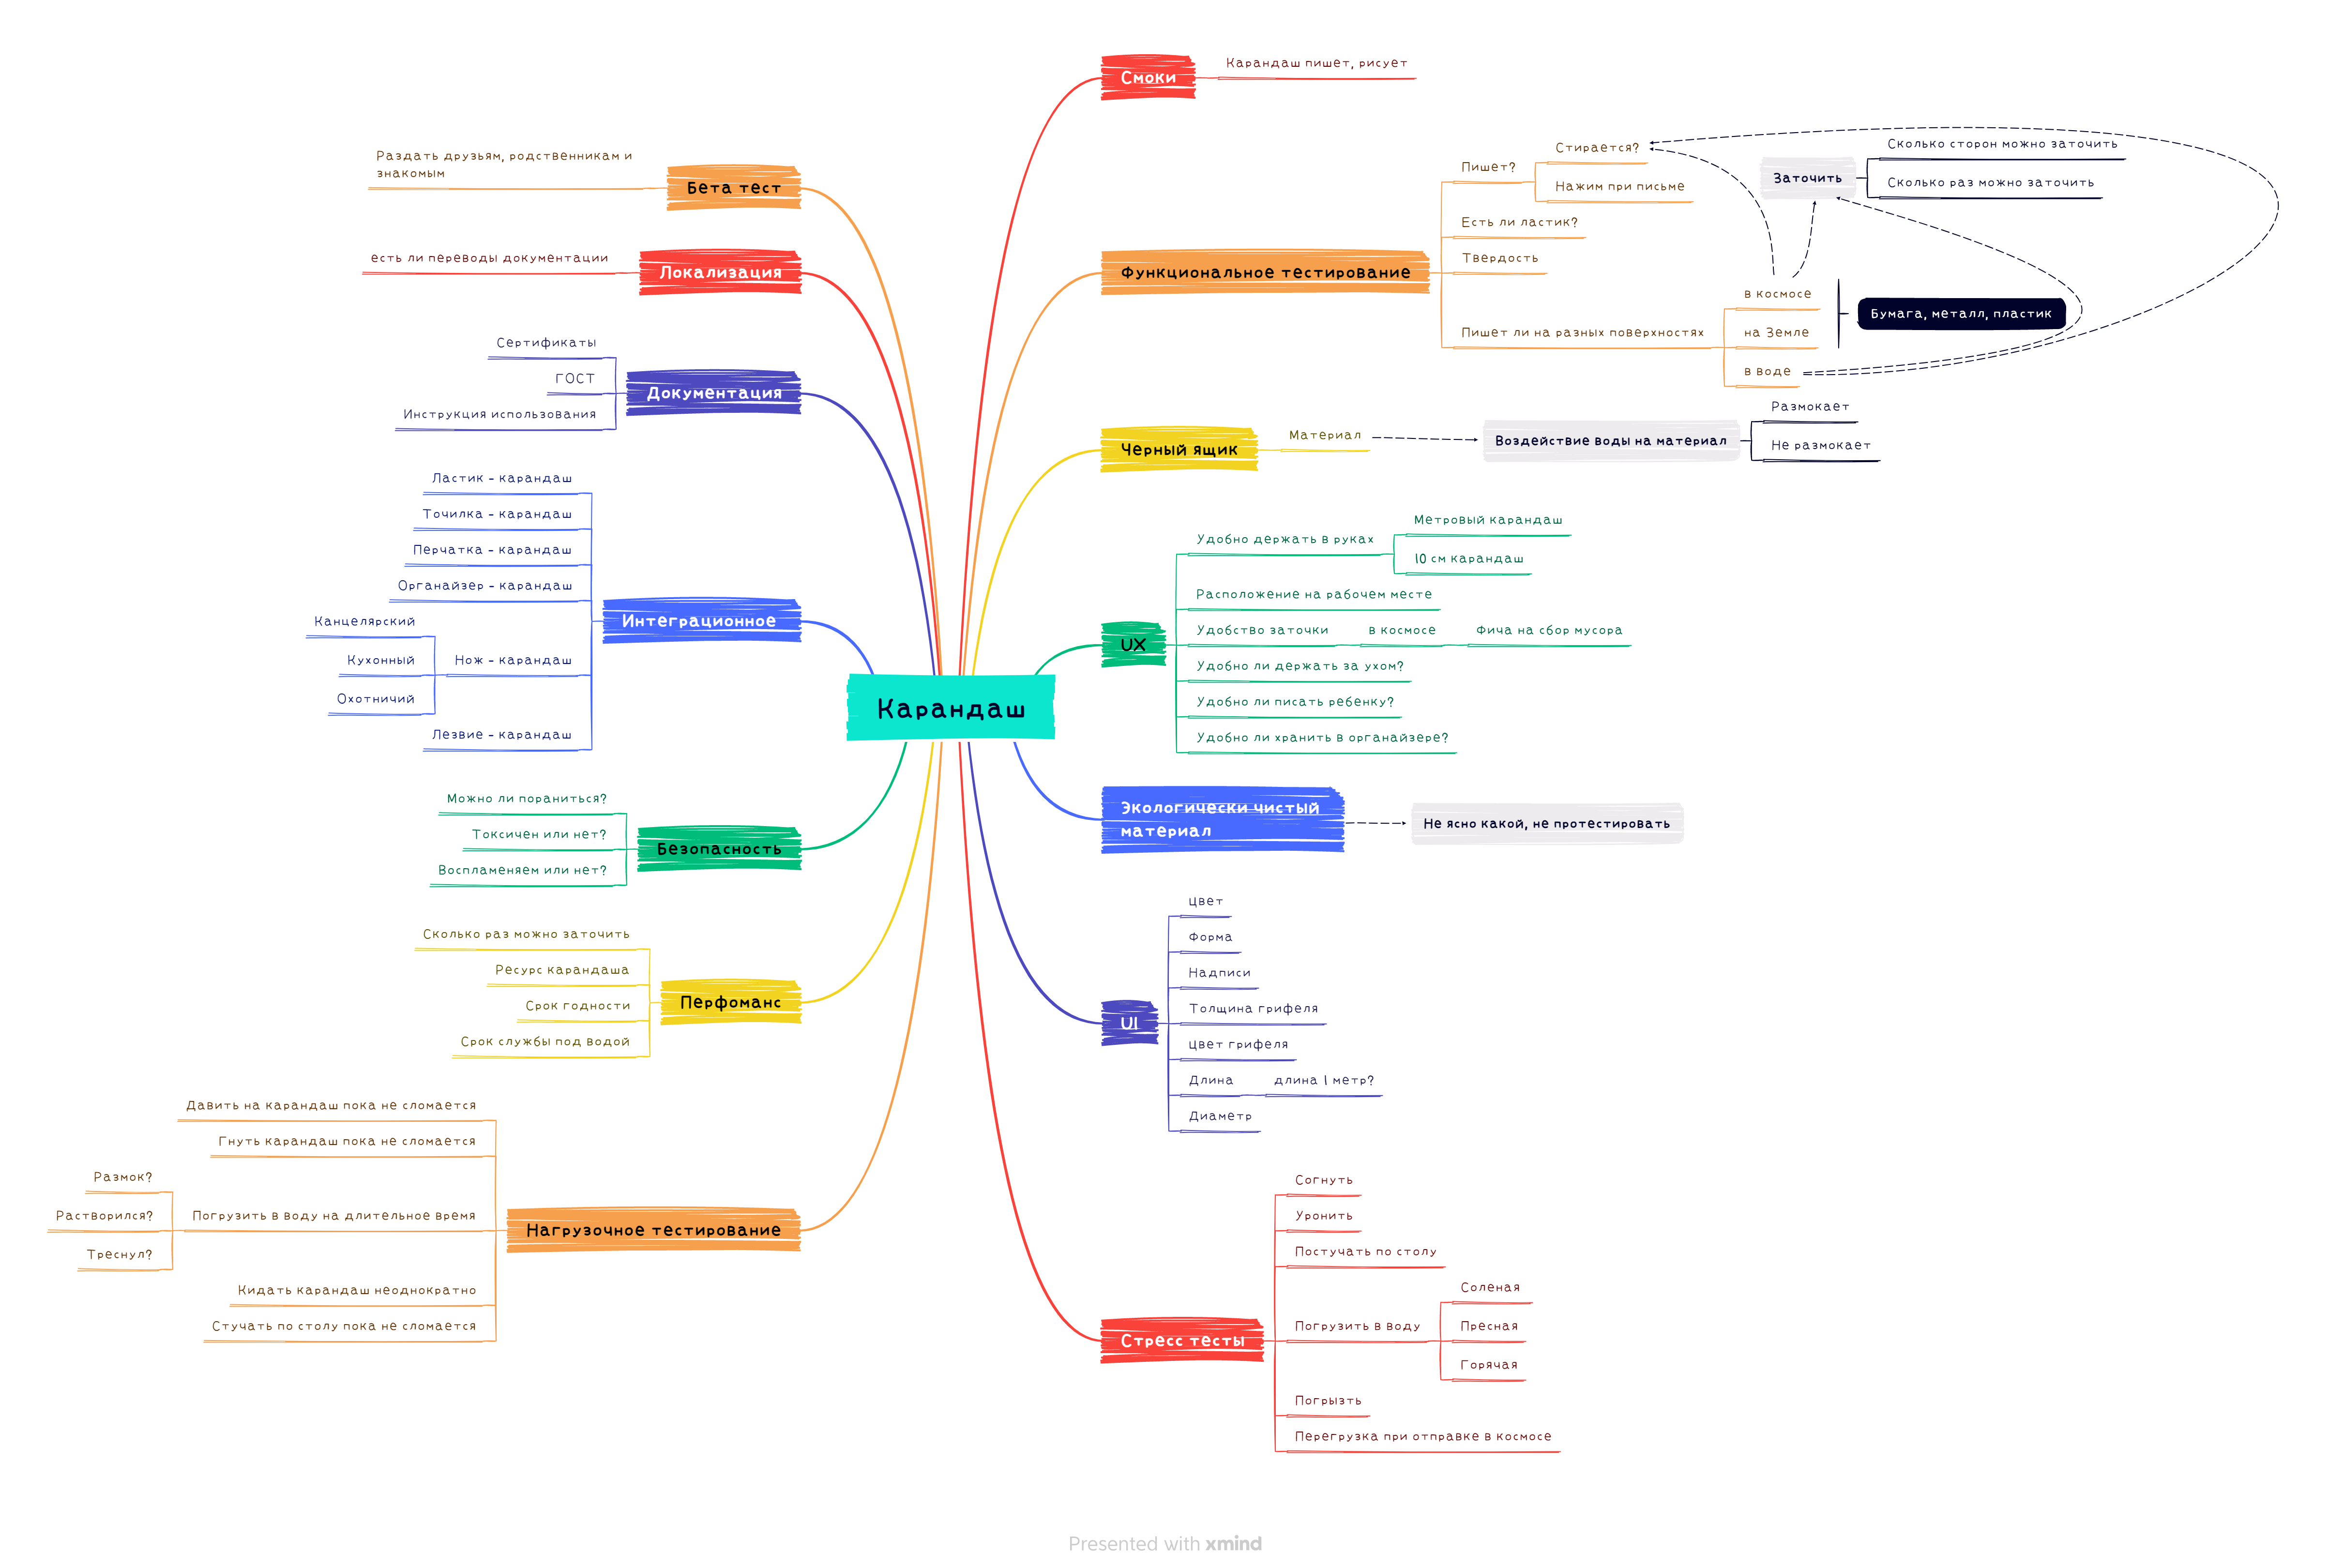 Карандаш
Смоки
Карандаш пишет, рисует
Функциональное тестирование
Пишет?
Стирается?
Нажим при письме
Есть ли ластик?
Твердость
Пишет ли на разных поверхностях
в космосе
на Земле
в воде
Бумага, металл, пластик
Заточить
Сколько сторон можно заточить
Сколько раз можно заточить
Черный ящик
Материал
Воздействие воды на материал
Размокает
Не размокает
UX
Удобно держать в руках
Метровый карандаш
10 см карандаш
Расположение на рабочем месте
Удобство заточки
в космосе
Фича на сбор мусора
Удобно ли держать за ухом?
Удобно ли писать ребенку?
Удобно ли хранить в органайзере?
Экологически чистый
материал
Не ясно какой, не протестировать
UI
цвет
Форма
Надписи
Толщина грифеля
цвет грифеля
Длина
длина 1 метр?
Диаметр
Стресс тесты
Согнуть
Уронить
Постучать по столу
Погрузить в воду
Соленая
Пресная
Горячая
Погрызть
Перегрузка при отправке в космосе
Бета тест
Раздать друзьям, родственникам и
знакомым
Локализация
есть ли переводы документации
Документация
Сертификаты
ГОСТ
Инструкция использования
Интеграционное
Ластик - карандаш
Точилка - карандаш
Перчатка - карандаш
Органайзер - карандаш
Нож - карандаш
Канцелярский
Кухонный
Охотничий
Лезвие - карандаш
Безопасность
Можно ли пораниться?
Токсичен или нет?
Воспламеняем или нет?
Перфоманс
Сколько раз можно заточить
Ресурс карандаша
Срок годности
Срок службы под водой
Нагрузочное тестирование
Давить на карандаш пока не сломается
Гнуть карандаш пока не сломается
Погрузить в воду на длительное время
Размок?
Растворился?
Треснул?
Кидать карандаш неоднократно
Стучать по столу пока не сломается
Presented with xmind